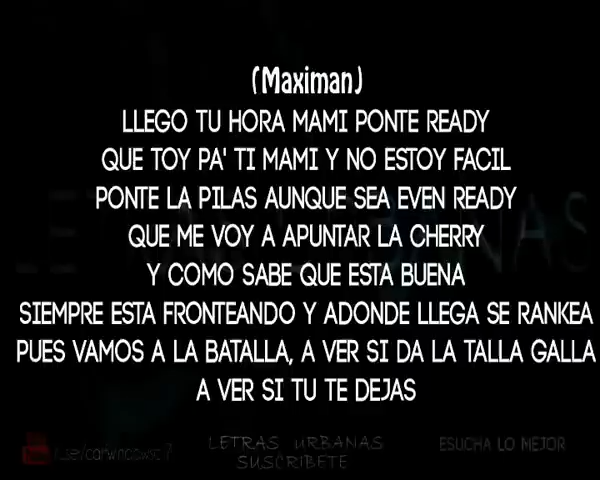 (Maximan)
LLEGO TU HORA MAMI PONTE READY
QUE TOY PA' TI MAMI Y NO ESTOY FACIL
PONTE LA PILAS AUNQUE SEA EVEN READY
QUE ME VOY A APUNTAR LA CHERRY
Y COMO SABE QUE ESTA BUENA
SIEMPRE ESTA FRONTEANDO Y ADONDE LLEGA SE RANKEA
PUES VAMOS A LA BATALLA, A VER SI DA LA TALLA GALLA
A VER SI TU TE DEJAS
LETRAS URBANAS
SUSCRIBETE
ESUCHA LO MEJOR